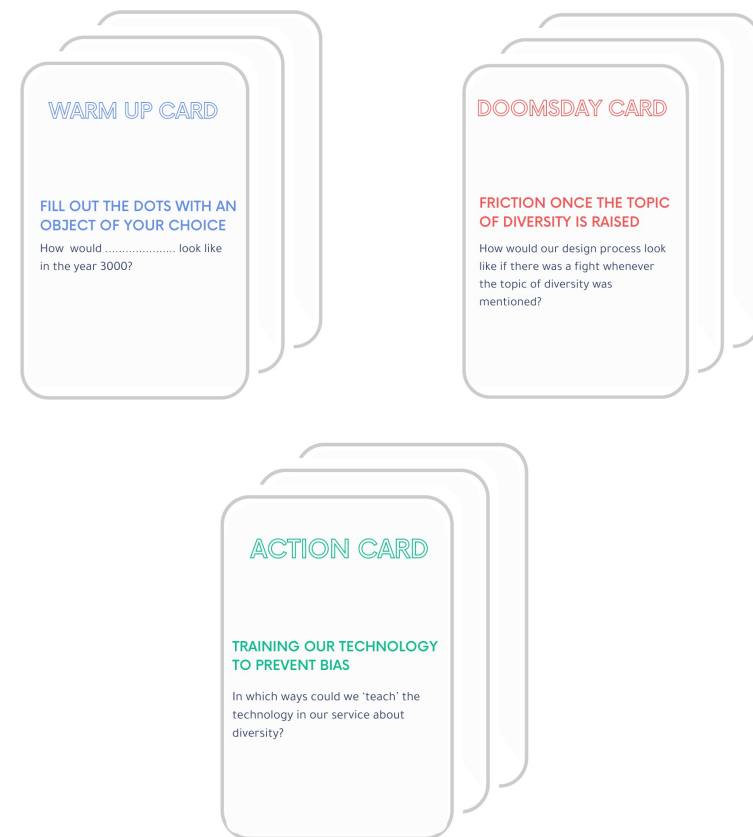 WARM UP CARD
FILL OUT THE DOTS WITH AN
OBJECT OF YOUR CHOICE
How would ..................... look like
in the year 3000?
DOOMSDAY CARD
FRICTION ONCE THE TOPIC
OF DIVERSITY IS RAISED
How would our design process look
like if there was a fight whenever
the topic of diversity was
mentioned?
ACTION CARD
TRAINING OUR TECHNOLOGY
TO PREVENT BIAS
In which ways could we ‘teach’ the
technology in our service about
diversity?